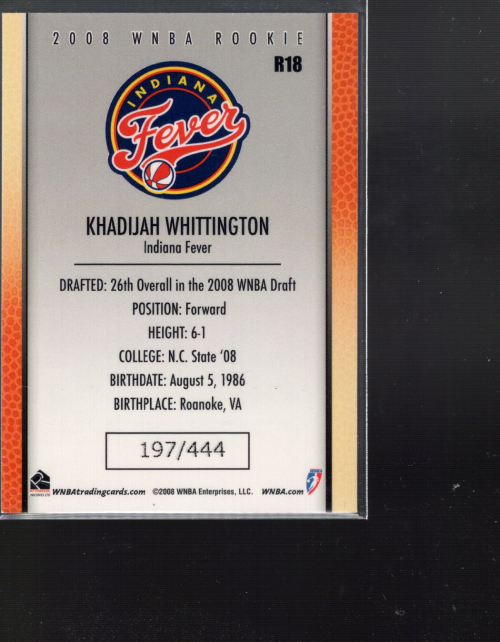 2008 WNBA ROOKIE
R18
INDIANA
Fever
KHADIJAH WHITTINGTON
Indiana Fever
DRAFTED: 26th Overall in the 2008 WNBA Draft
POSITION: Forward
HEIGHT: 6-1
COLLEGE: N.C. State '08
BIRTHDATE: August 5, 1986
BIRTHPLACE: Roanoke, VA
197/444
WNBAtradingcards.com ©2008 WNBA Enterprises, LLC. WNBA.com